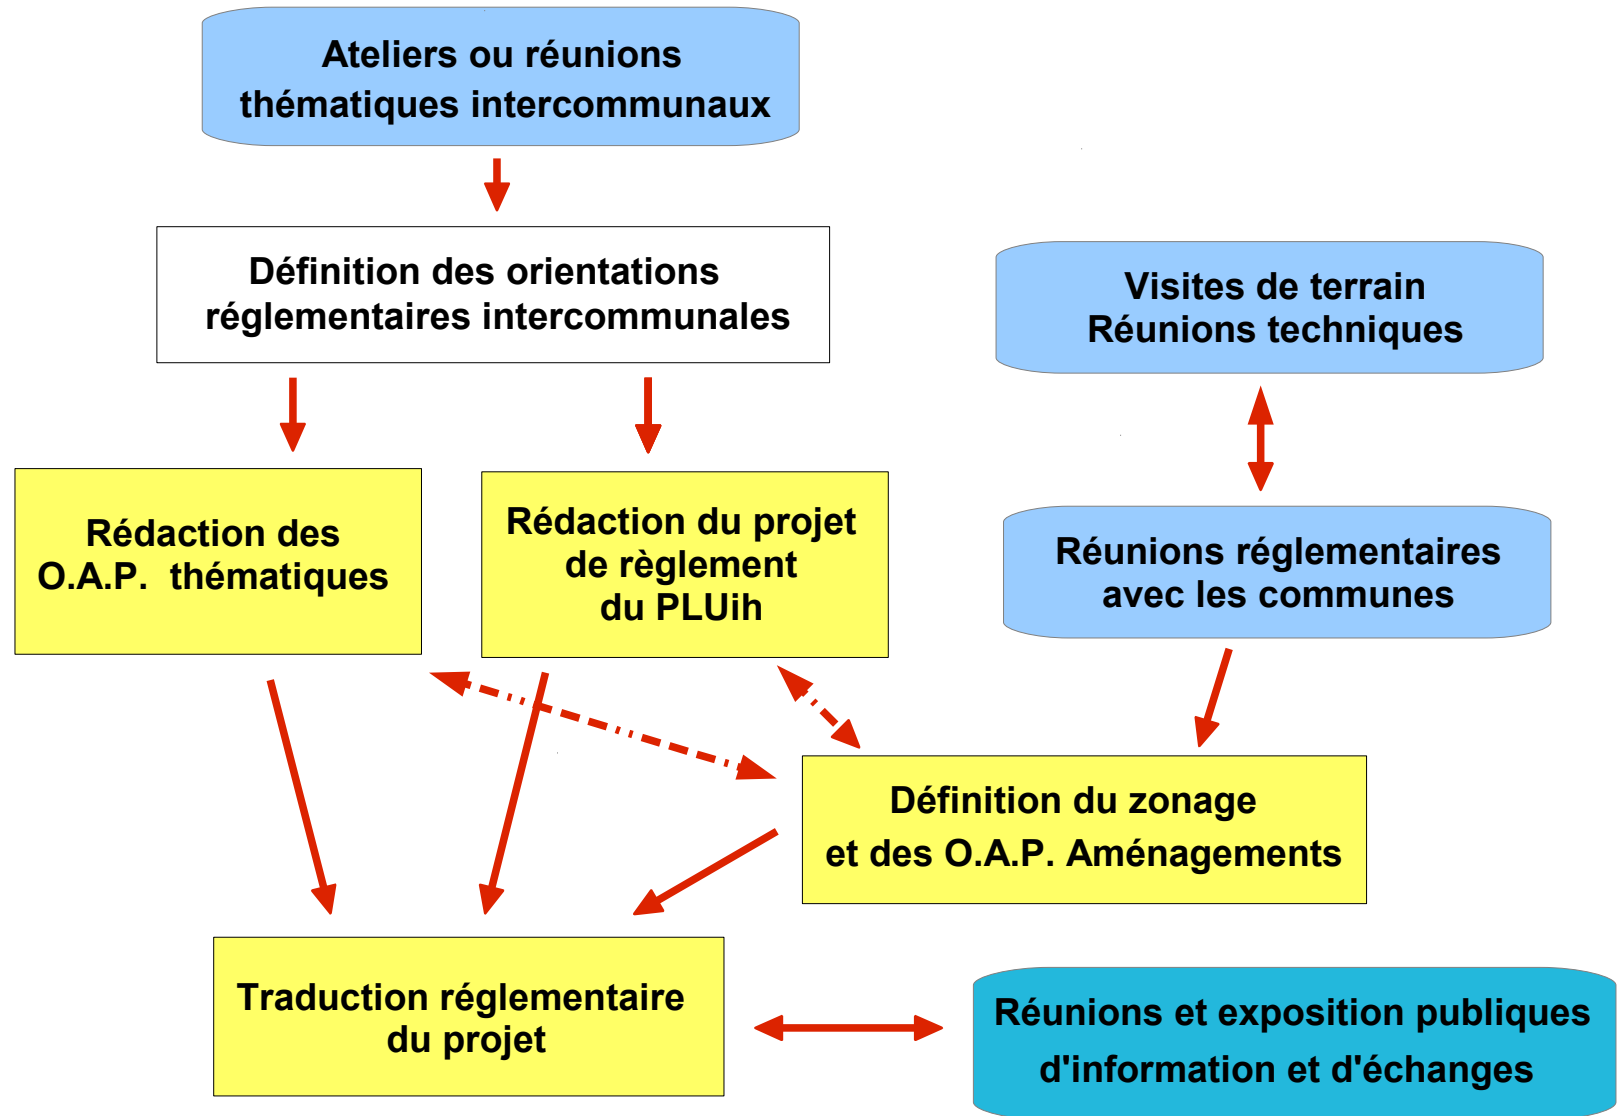 Ateliers ou réunions
thématiques intercommunaux
Définition des orientations
réglementaires intercommunales
Visites de terrain
Réunions techniques
Rédaction des
O.A.P. thématiques
Rédaction du projet
de règlement
du PLUih
Réunions réglementaires
avec les communes
Définition du zonage
et des O.A.P. Aménagements
Traduction réglementaire
du projet
Réunions et exposition publiques
d'information et d'échanges